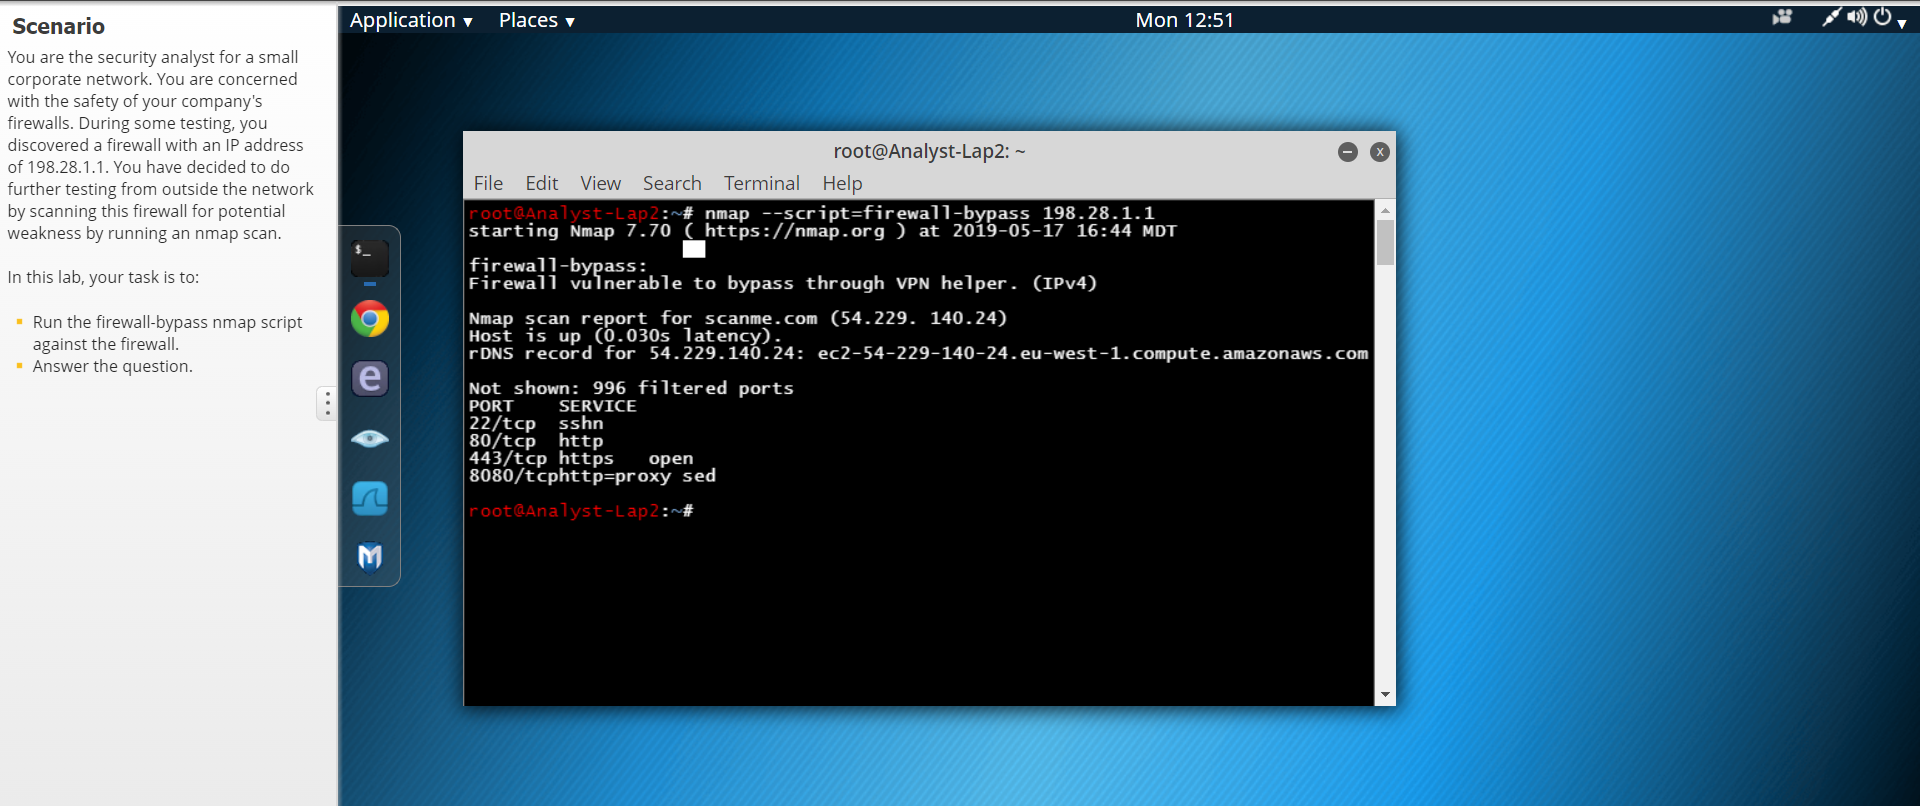 Application ▼ Places ▼ Mon 12:51
Scenario
You are the security analyst for a small
corporate network. You are concerned
with the safety of your company's
firewalls. During some testing, you
discovered a firewall with an IP address
of 198.28.1.1. You have decided to do
further testing from outside the network
by scanning this firewall for potential
weakness by running an nmap scan.
In this lab, your task is to:
Run the firewall-bypass nmap script
against the firewall.
Answer the question.
$_
e
M
root@Analyst-Lap2: ~
File Edit View Search Terminal Help
root@Analyst-Lap2:~# nmap --script=firewall-bypass 198.28.1.1
starting Nmap 7.70 ( https://nmap.org ) at 2019-05-17 16:44 MDT
firewall-bypass:
Firewall vulnerable to bypass through VPN helper. (IPv4)
Nmap scan report for scanme.com (54.229. 140.24)
Host is up (0.030s latency).
rDNS record for 54.229.140.24: ec2-54-229-140-24.eu-west-1.compute.amazonaws.com
Not shown: 996 filtered ports
PORT    SERVICE
22/tcp  sshn
80/tcp  http
443/tcp https   open
8080/tcphttp=proxy sed
root@Analyst-Lap2:~#